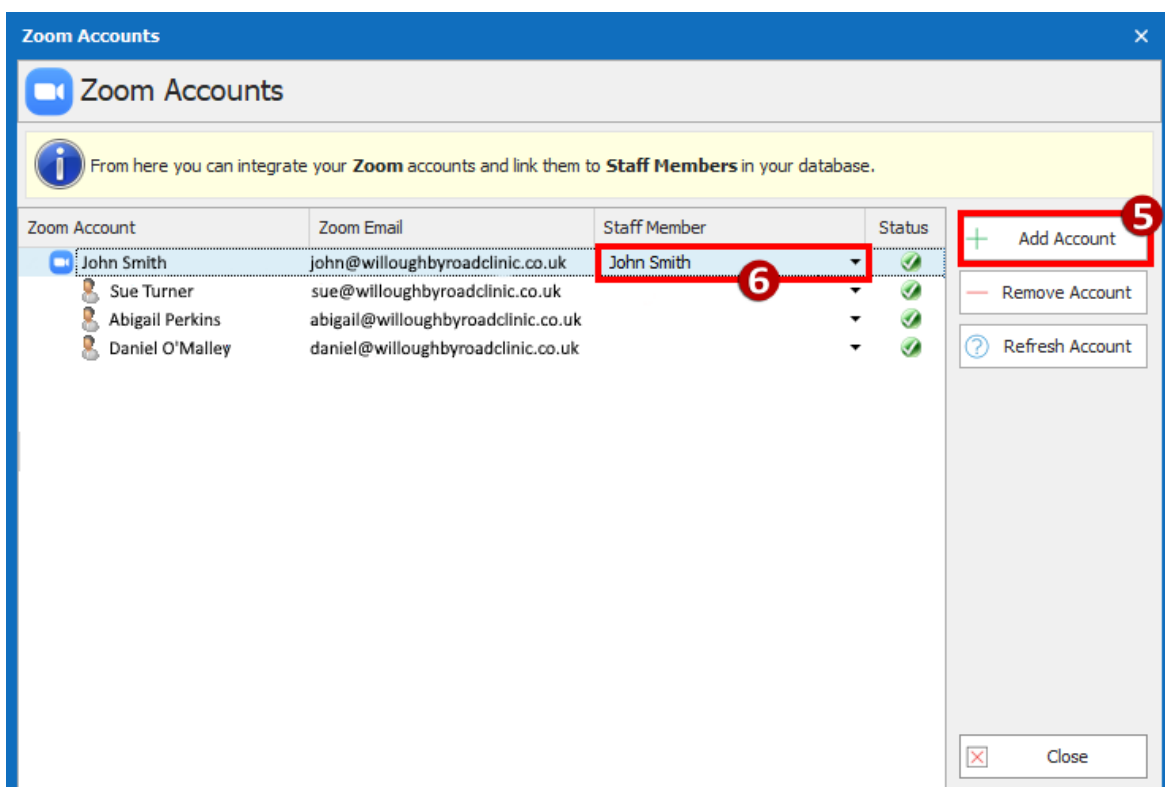 Zoom Accounts
Zoom Accounts
From here you can integrate your Zoom accounts and link them to Staff Members in your database.
Zoom Account Zoom Email Staff Member Status
John Smith john@willoughbyroadclinic.co.uk John Smith
Sue Turner sue@willoughbyroadclinic.co.uk
Abigail Perkins abigail@willoughbyroadclinic.co.uk
Daniel O'Malley daniel@willoughbyroadclinic.co.uk
6
5
Add Account
Remove Account
Refresh Account
Close